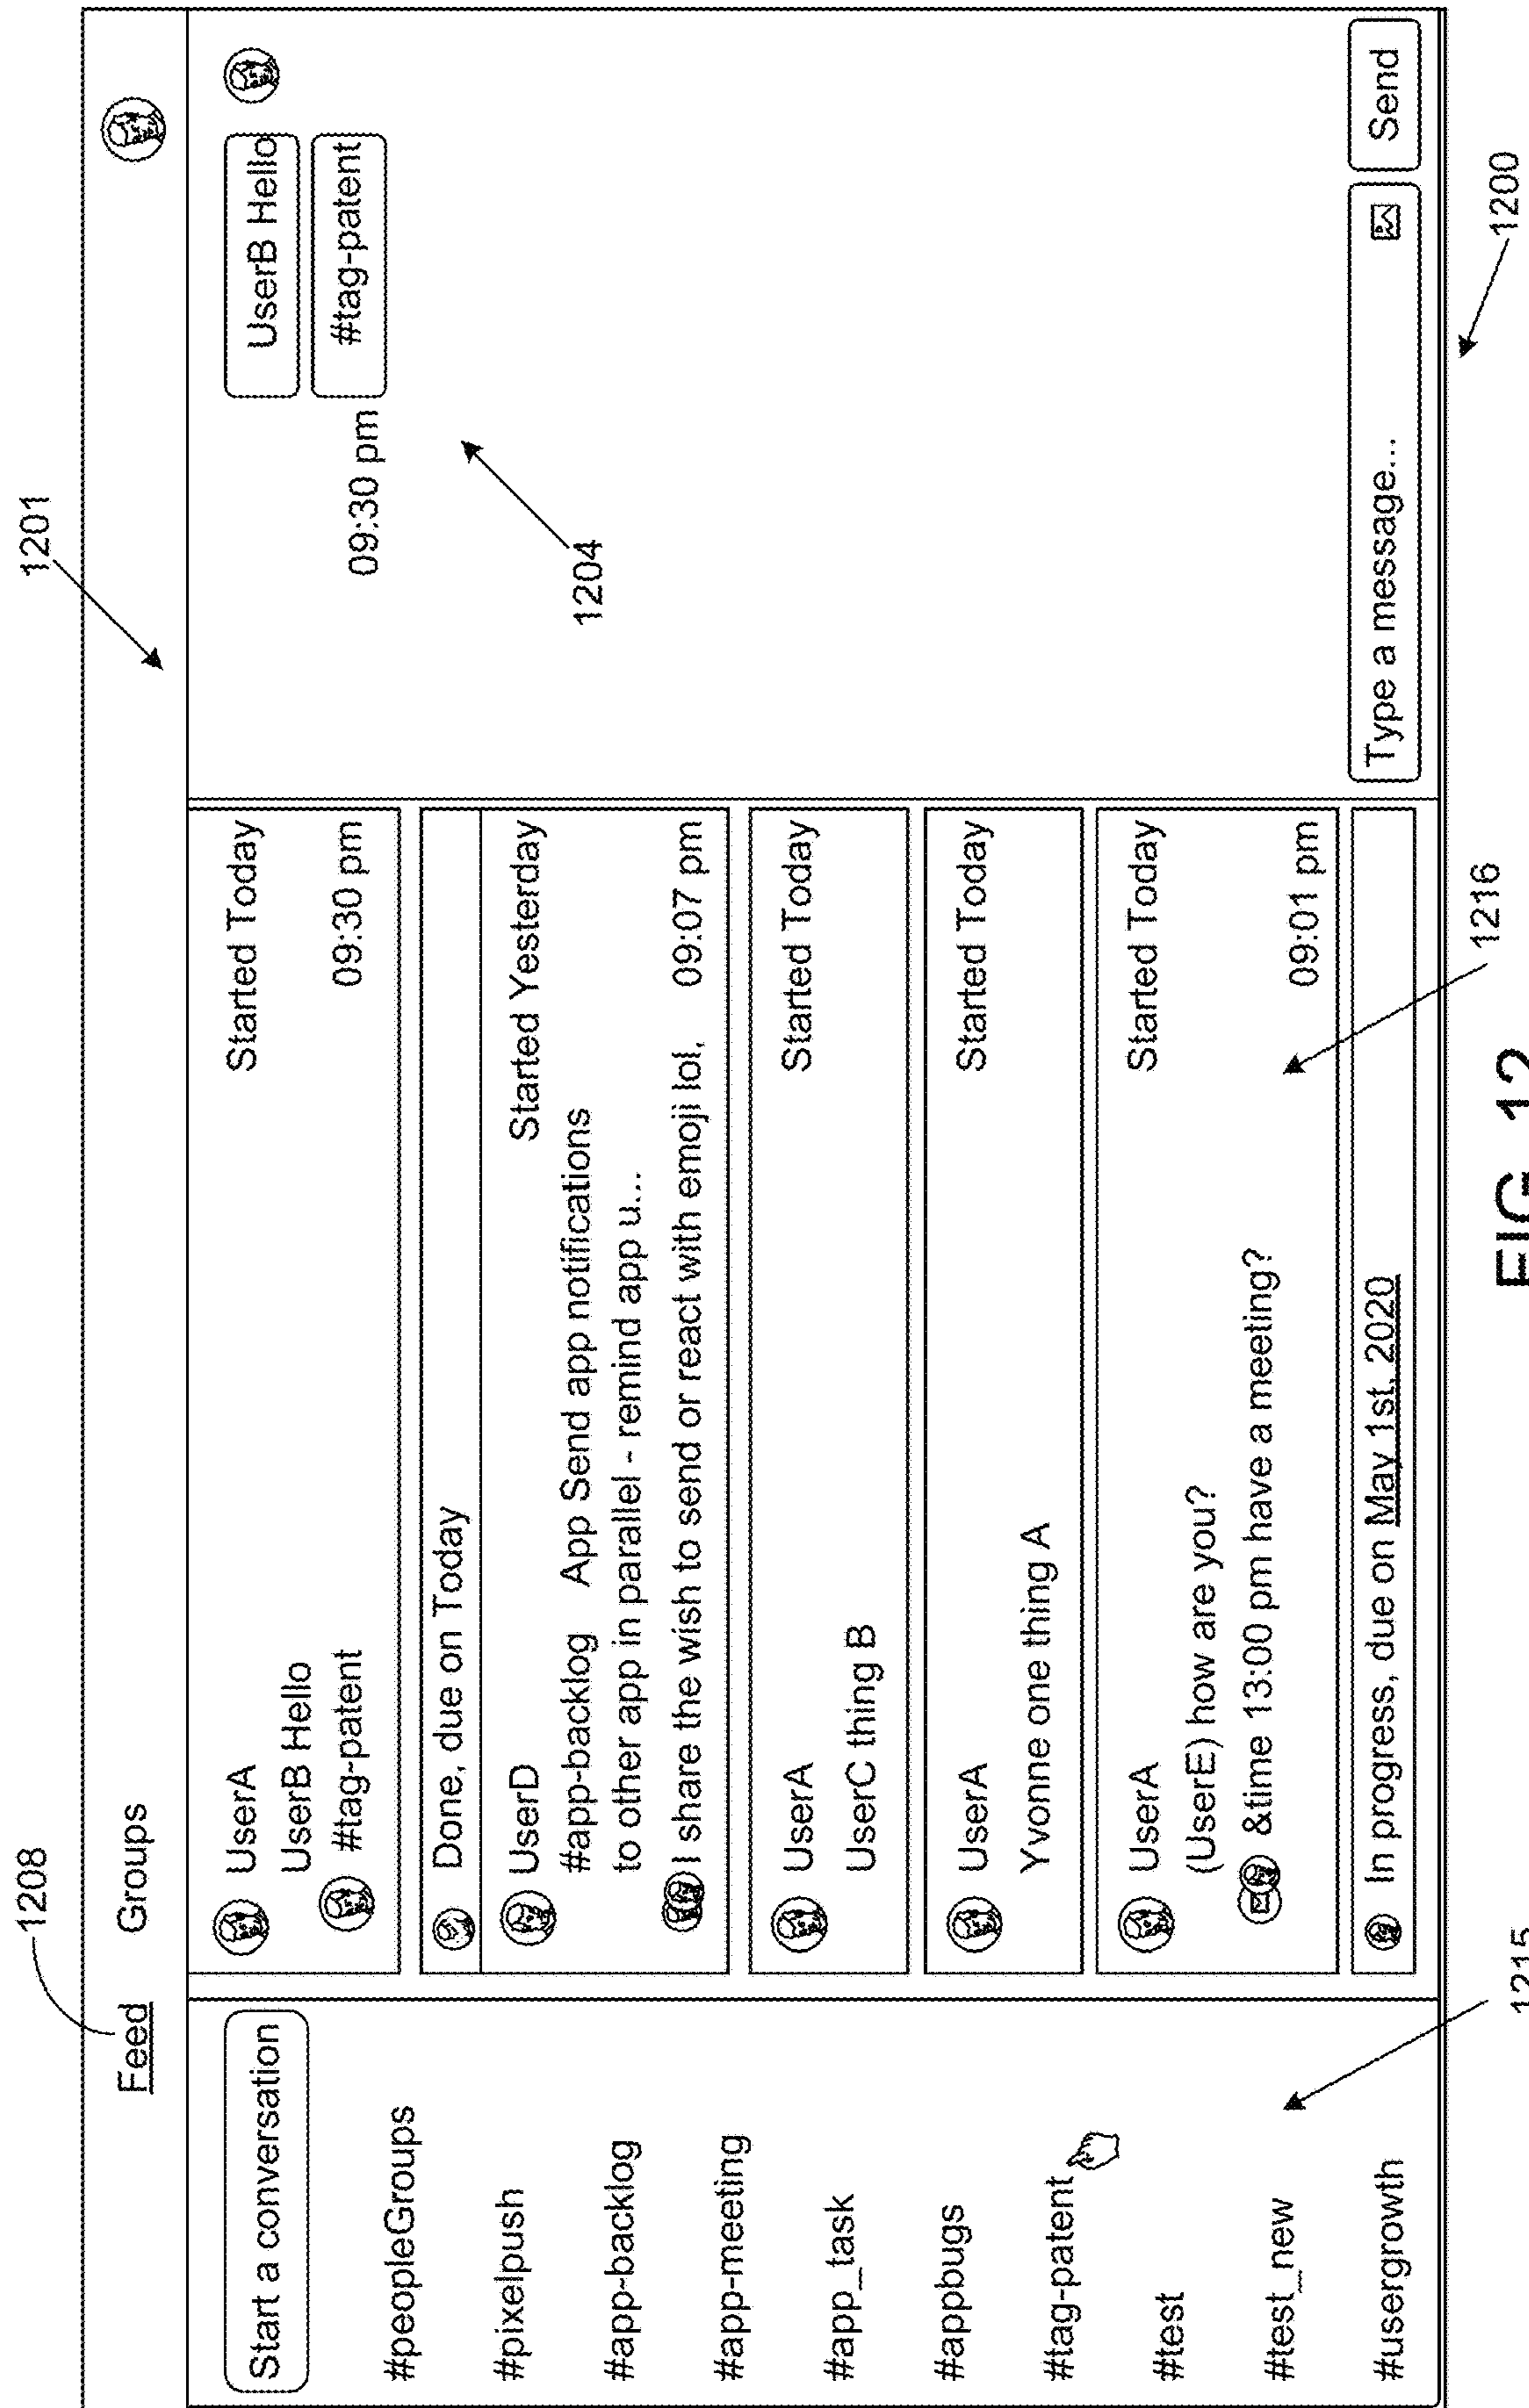 1201
1208
Feed Groups
Start a conversation
#peopleGroups
#pixelpush
#app-backlog
#app-meeting
#app_task
#appbugs
#tag-patent
#test
#test_new
#usergrowth
1215
UserA Started Today
UserB Hello
#tag-patent 09:30 pm
Done, due on Today
UserD Started Yesterday
#app-backlog App Send app notifications
to other app in parallel - remind app u...
I share the wish to send or react with emoji lol, 09:07 pm
UserA Started Today
UserC thing B
UserA Started Today
Yvonne one thing A
UserA Started Today
(UserE) how are you?
&time 13:00 pm have a meeting?
09:01 pm
In progress, due on May 1st, 2020
1216
UserB Hello
#tag-patent
09:30 pm
1204
Type a message...
Send
1200
FIG. 12